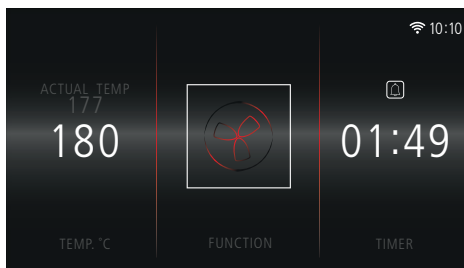 10:10
ACTUAL TEMP
177
180
01:49
TEMP. °C
FUNCTION
TIMER